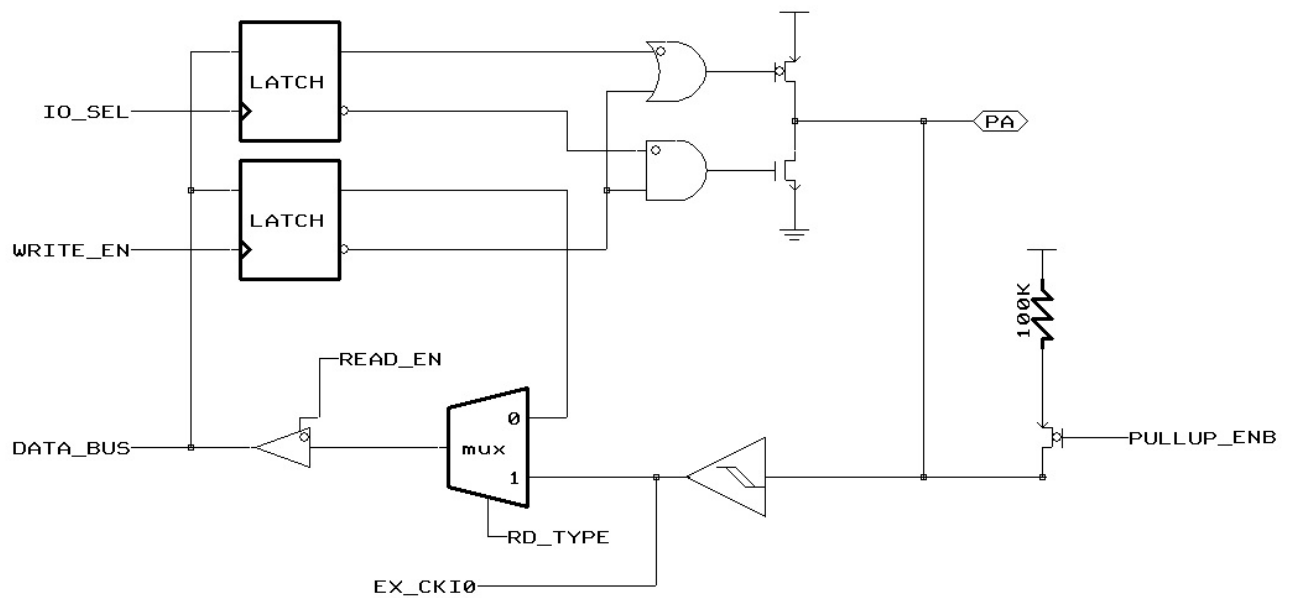 LATCH
IO_SEL
PA
LATCH
WRITE_EN
100K
READ_EN
0
DATA_BUS
mux
PULLUP_ENB
1
RD_TYPE
EX_CKI0